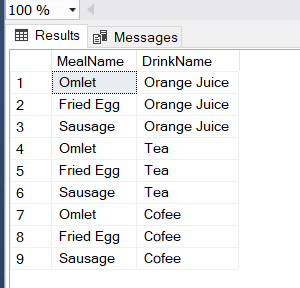 100 %
Results Messages
MealName DrinkName
1 Omlet Orange Juice
2 Fried Egg Orange Juice
3 Sausage Orange Juice
4 Omlet Tea
5 Fried Egg Tea
6 Sausage Tea
7 Omlet Cofee
8 Fried Egg Cofee
9 Sausage Cofee